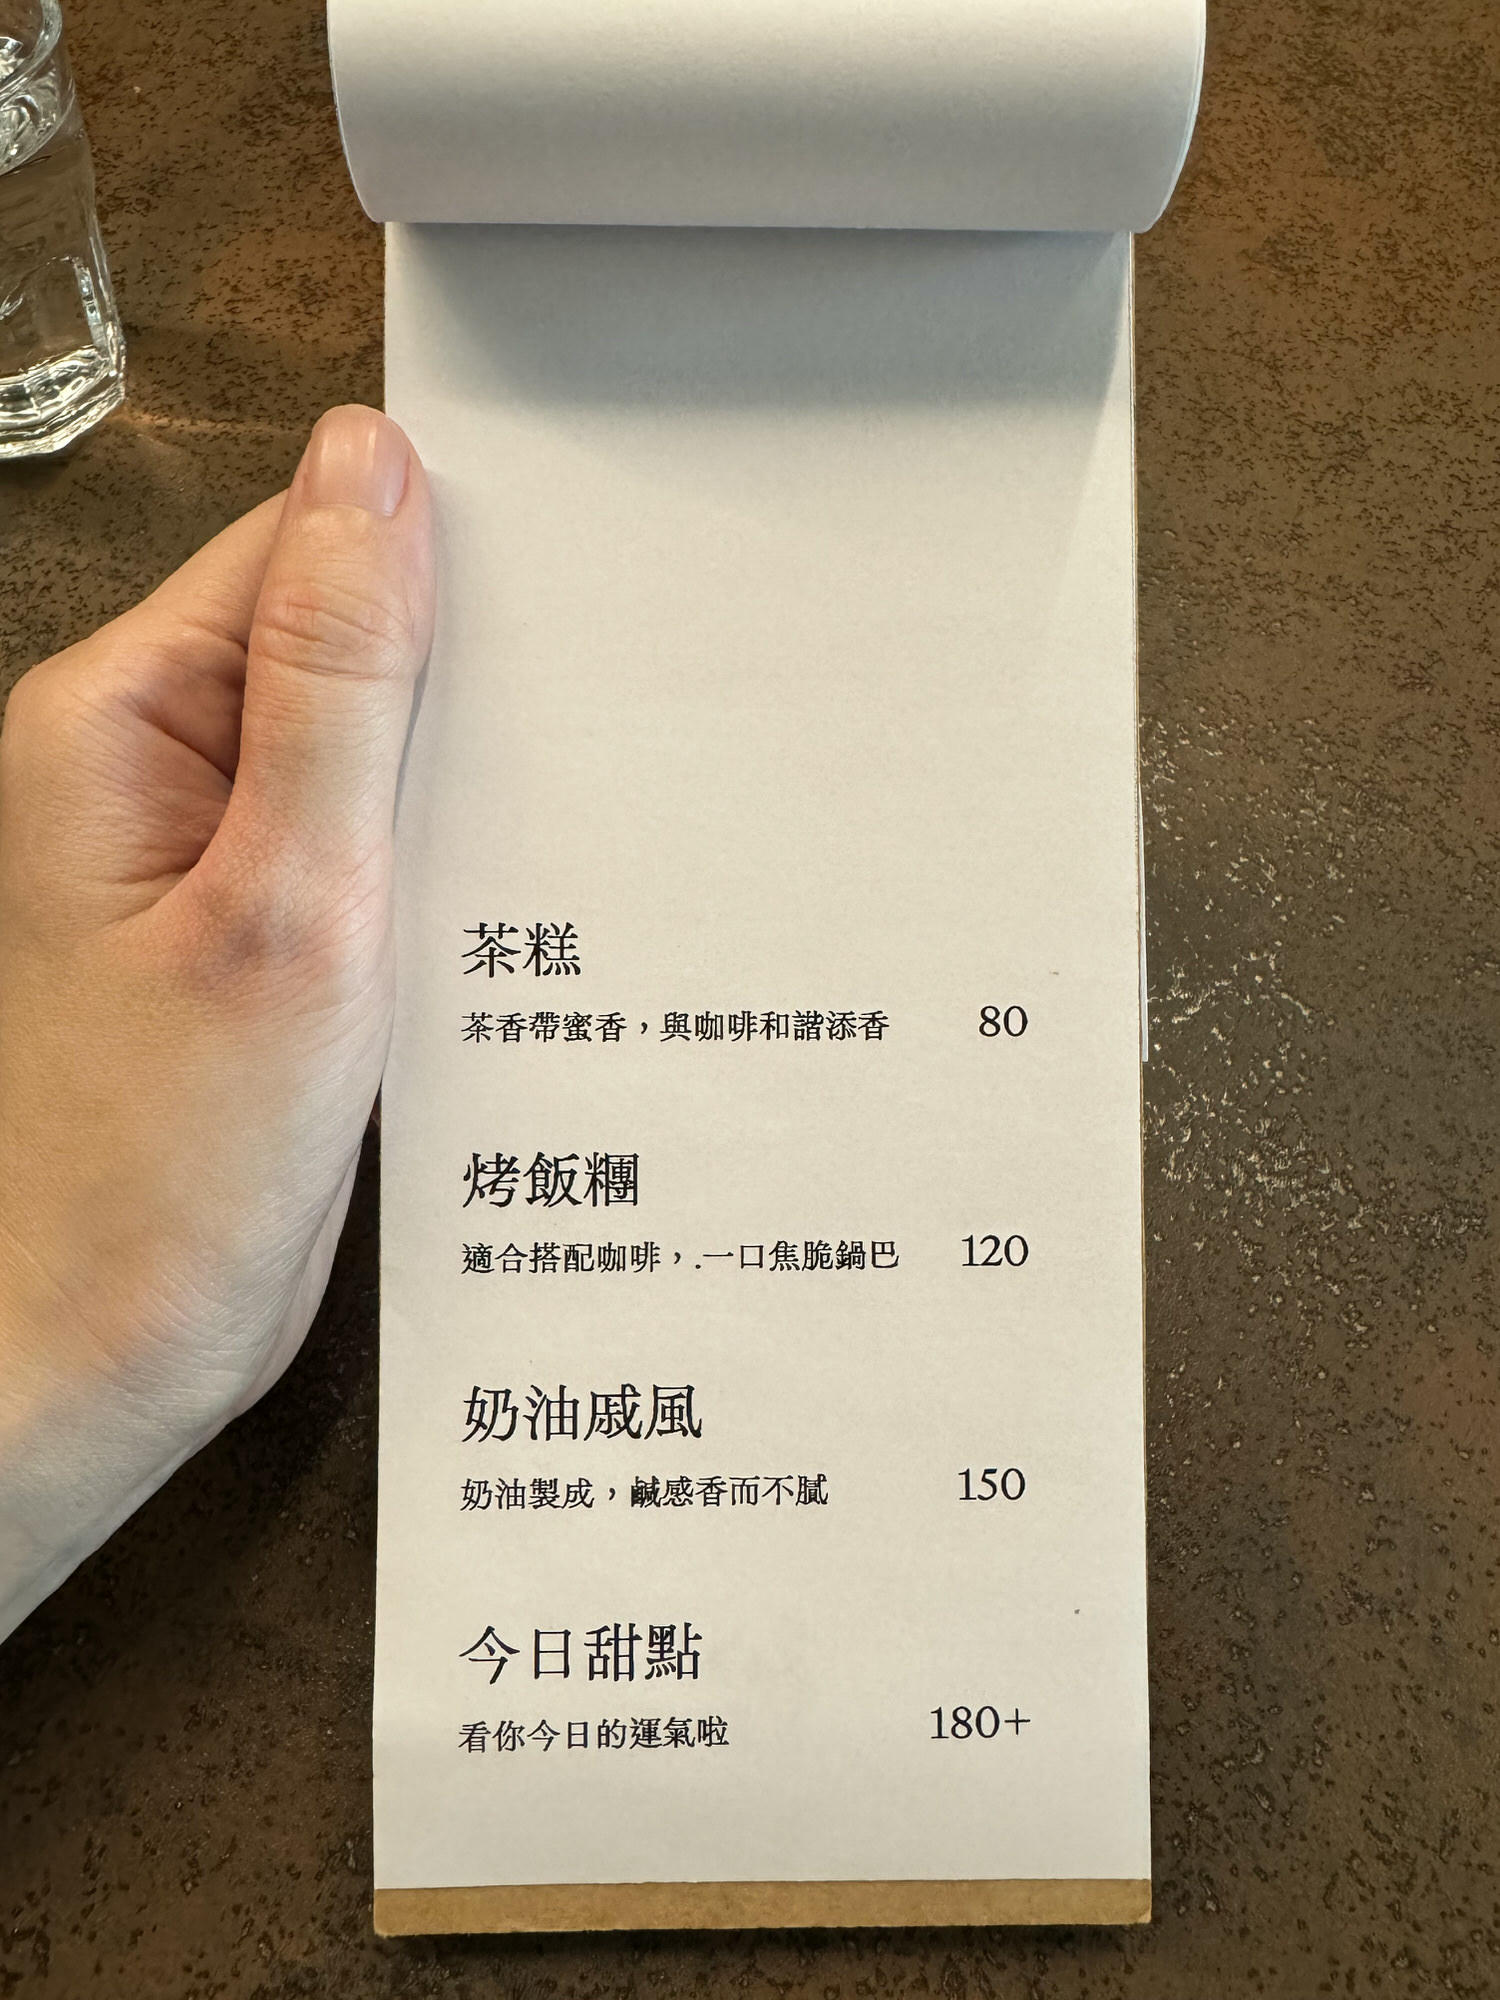 茶糕
茶香帶蜜香，與咖啡和諧添香 80
烤飯糰
適合搭配咖啡，.一口焦脆鍋巴 120
奶油戚風
奶油製成，鹹感香而不膩 150
今日甜點
看你今日的運氣啦 180+